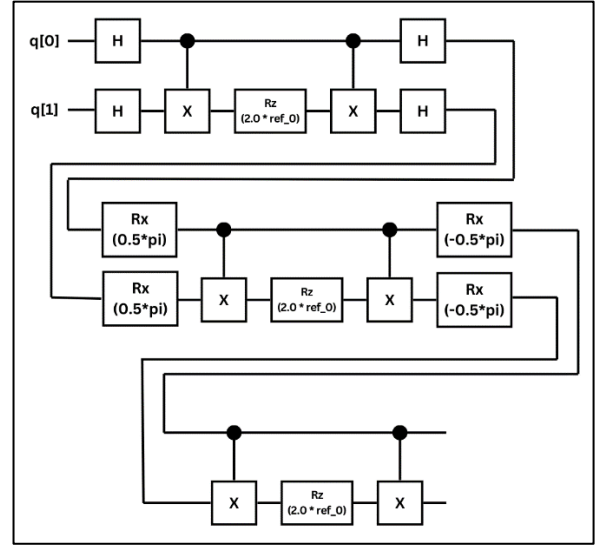 q[0] H H
q[1] H X Rz (2.0 * ref_0) X H
Rx (0.5*pi) Rx (-0.5*pi)
Rx (0.5*pi) X Rz (2.0 * ref_0) X Rx (-0.5*pi)
X Rz (2.0 * ref_0) X